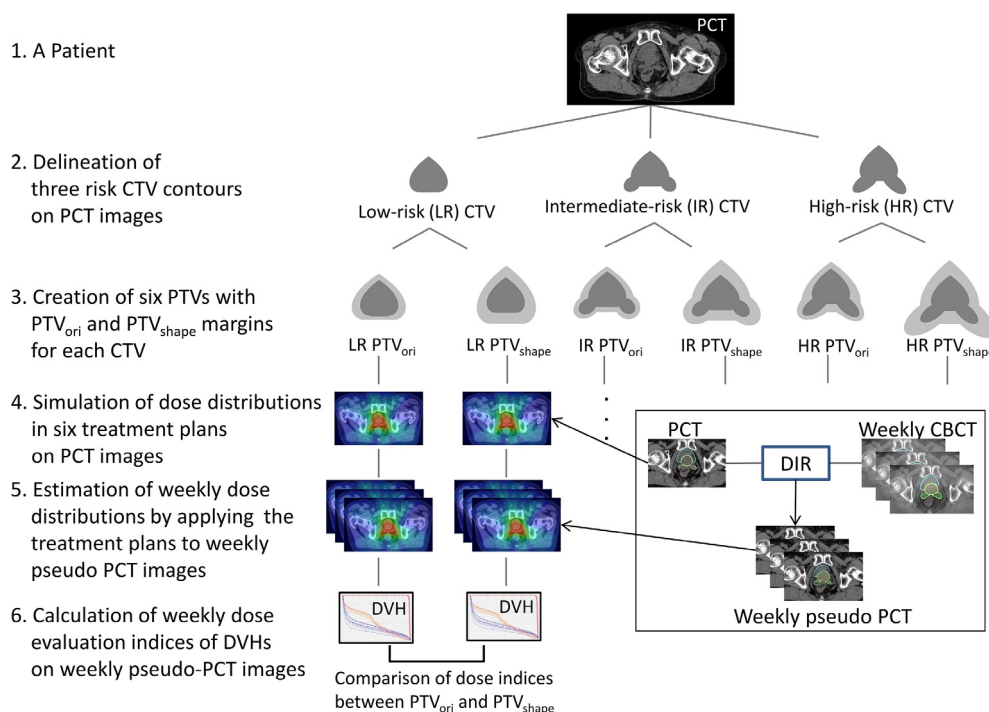 PCT
1. A Patient
2. Delineation of
three risk CTV contours
on PCT images
Low-risk (LR) CTV
Intermediate-risk (IR) CTV
High-risk (HR) CTV
3. Creation of six PTVs with
PTVori and PTVshape margins
for each CTV
LR PTVori
LR PTVshape
IR PTVori
IR PTVshape
HR PTVori
HR PTVshape
4. Simulation of dose distributions
in six treatment plans
on PCT images
PCT
DIR
Weekly CBCT
5. Estimation of weekly dose
distributions by applying the
treatment plans to weekly
pseudo PCT images
Weekly pseudo PCT
6. Calculation of weekly dose
evaluation indices of DVHs
on weekly pseudo-PCT images
DVH
DVH
Comparison of dose indices
between PTVori and PTVshape